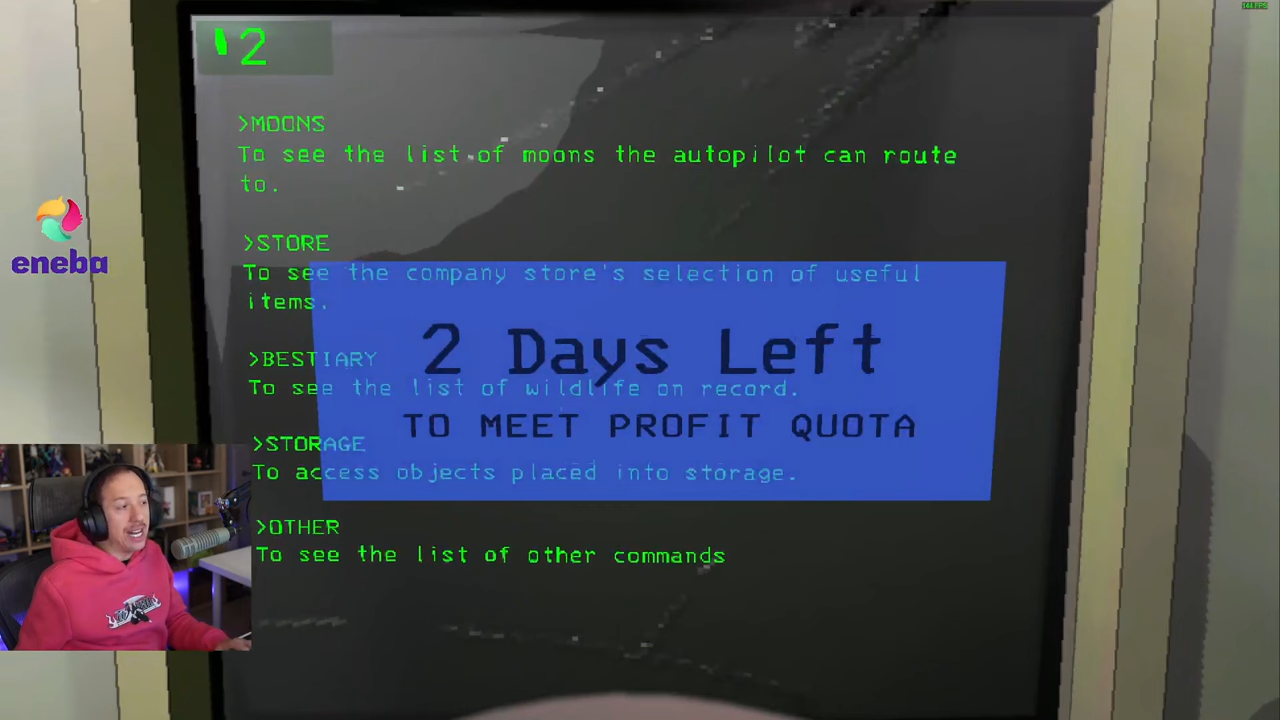 144 FPS
2
>MOONS
To see the list of moons the autopilot can route
to.
>STORE
To see the company store's selection of useful
items.
2 Days Left
>BESTIARY
To see the list of wildlife on record.
TO MEET PROFIT QUOTA
>STORAGE
To access objects placed into storage.
>OTHER
To see the list of other commands
eneba